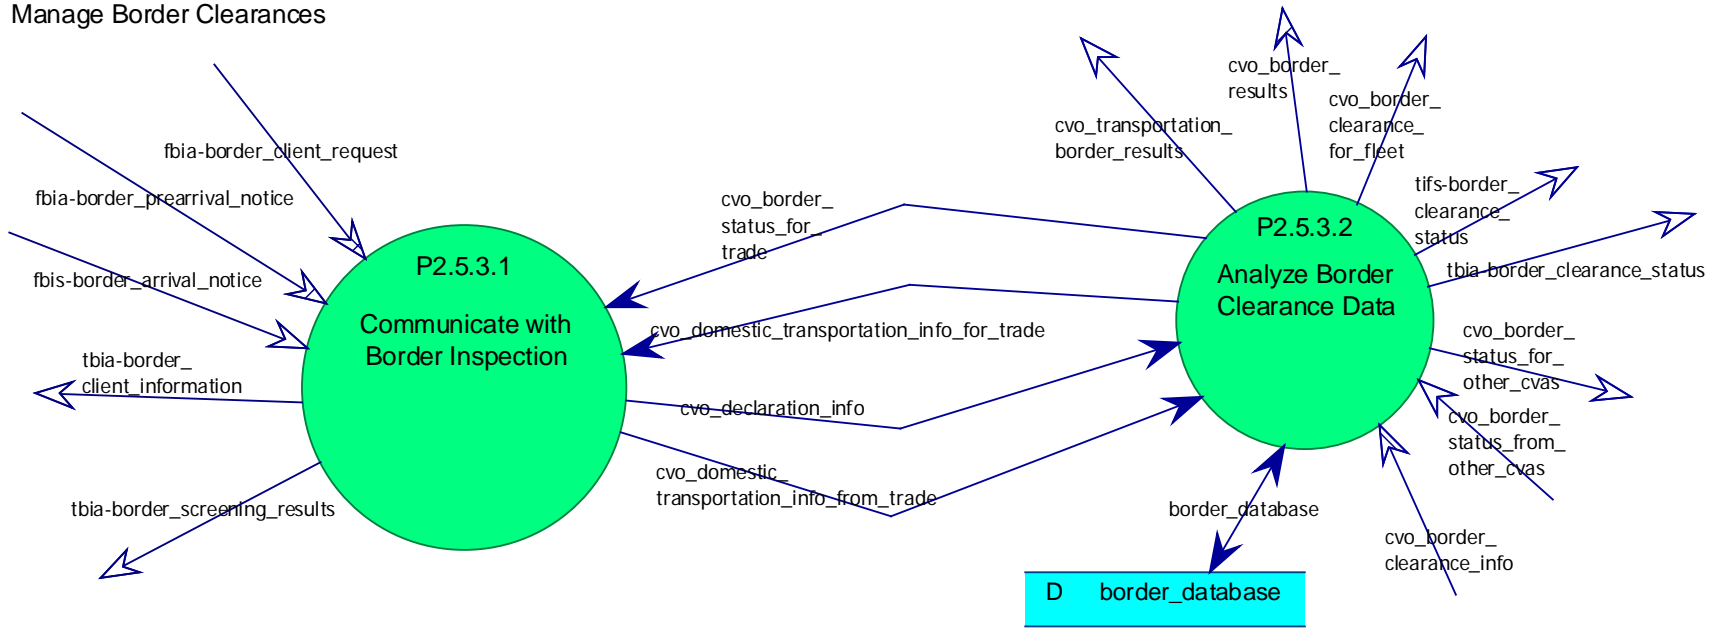 Manage Border Clearances
fbia-border_client_request
fbia-border_prearrival_notice
fbis-border_arrival_notice
tbia-border_
client_information
tbia-border_screening_results
P2.5.3.1
Communicate with
Border Inspection
cvo_border_
status_for_
trade
cvo_domestic_transportation_info_for_trade
cvo_declaration_info
cvo_domestic_
transportation_info_from_trade
cvo_transportation_
border_results
cvo_border_
results
cvo_border_
clearance_
for_fleet
tifs-border_
clearance_
status
tbia-border_clearance_status
P2.5.3.2
Analyze Border
Clearance Data
cvo_border_
status_for_
other_cvas
cvo_border_
status_from_
other_cvas
cvo_border_
clearance_info
border_database
D border_database